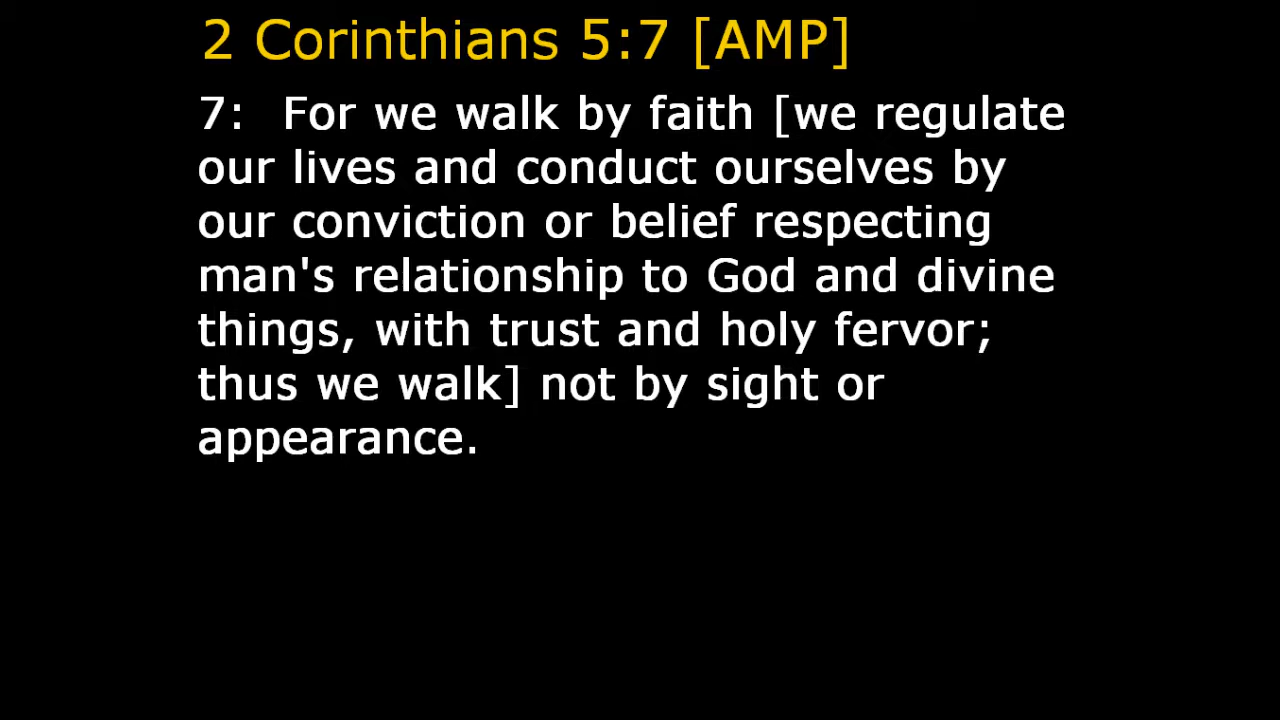 2 Corinthians 5:7 [AMP]
7:  For we walk by faith [we regulate
our lives and conduct ourselves by
our conviction or belief respecting
man's relationship to God and divine
things, with trust and holy fervor;
thus we walk] not by sight or
appearance.